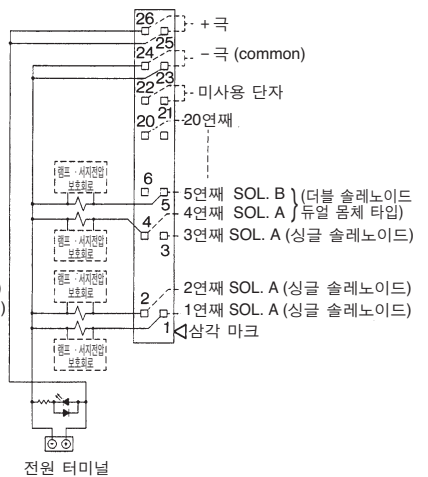 26 + 극
25
24 − 극 (common)
23
22 미사용 단자
21
20 20연째
6
램프 · 서지전압
보호회로
5 5연째 SOL. B (더블 솔레노이드
4 4연째 SOL. A 듀얼 몸체 타입)
램프 · 서지전압
보호회로
3연째 SOL. A (싱글 솔레노이드)
3
램프 · 서지전압
보호회로
2 2연째 SOL. A (싱글 솔레노이드)
)
1연째 SOL. A (싱글 솔레노이드)
1 삼각 마크
램프 · 서지전압
보호회로
전원 터미널